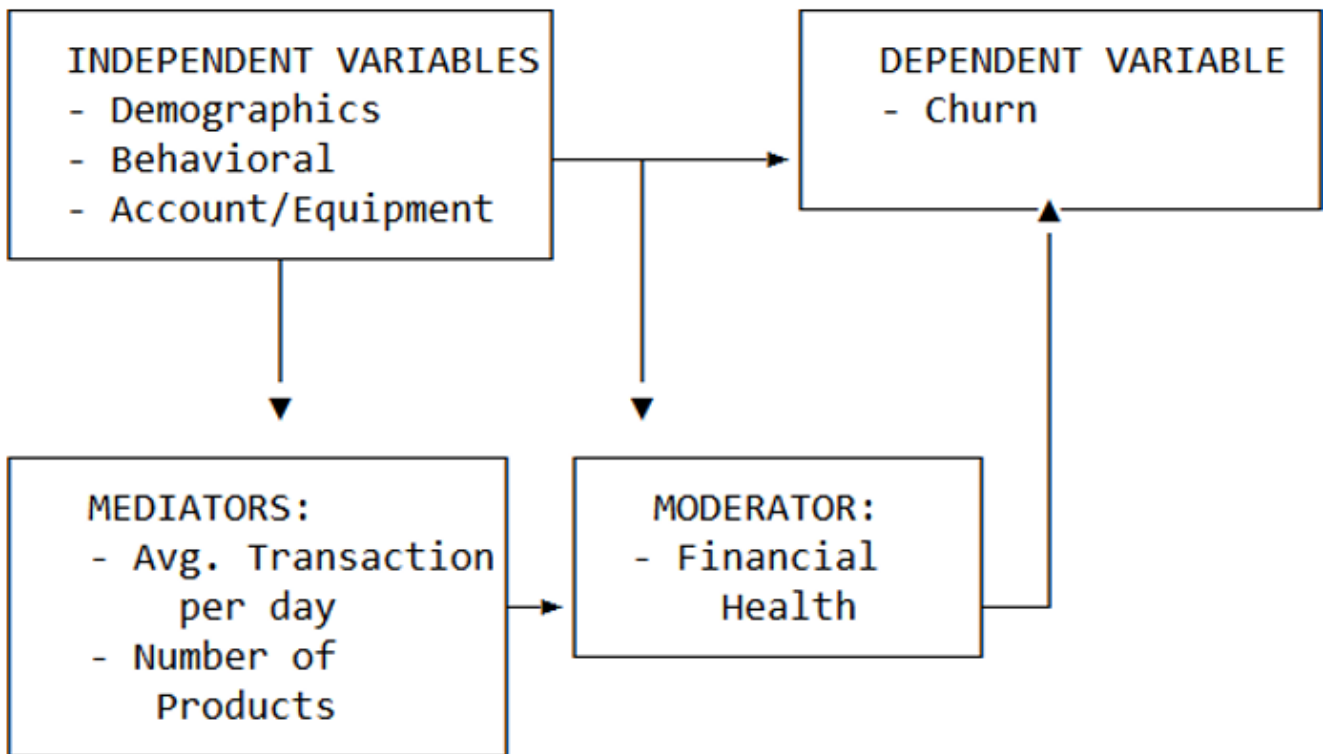 INDEPENDENT VARIABLES
- Demographics
- Behavioral
- Account/Equipment
DEPENDENT VARIABLE
- Churn
MEDIATORS:
- Avg. Transaction
per day
- Number of
Products
MODERATOR:
- Financial
Health